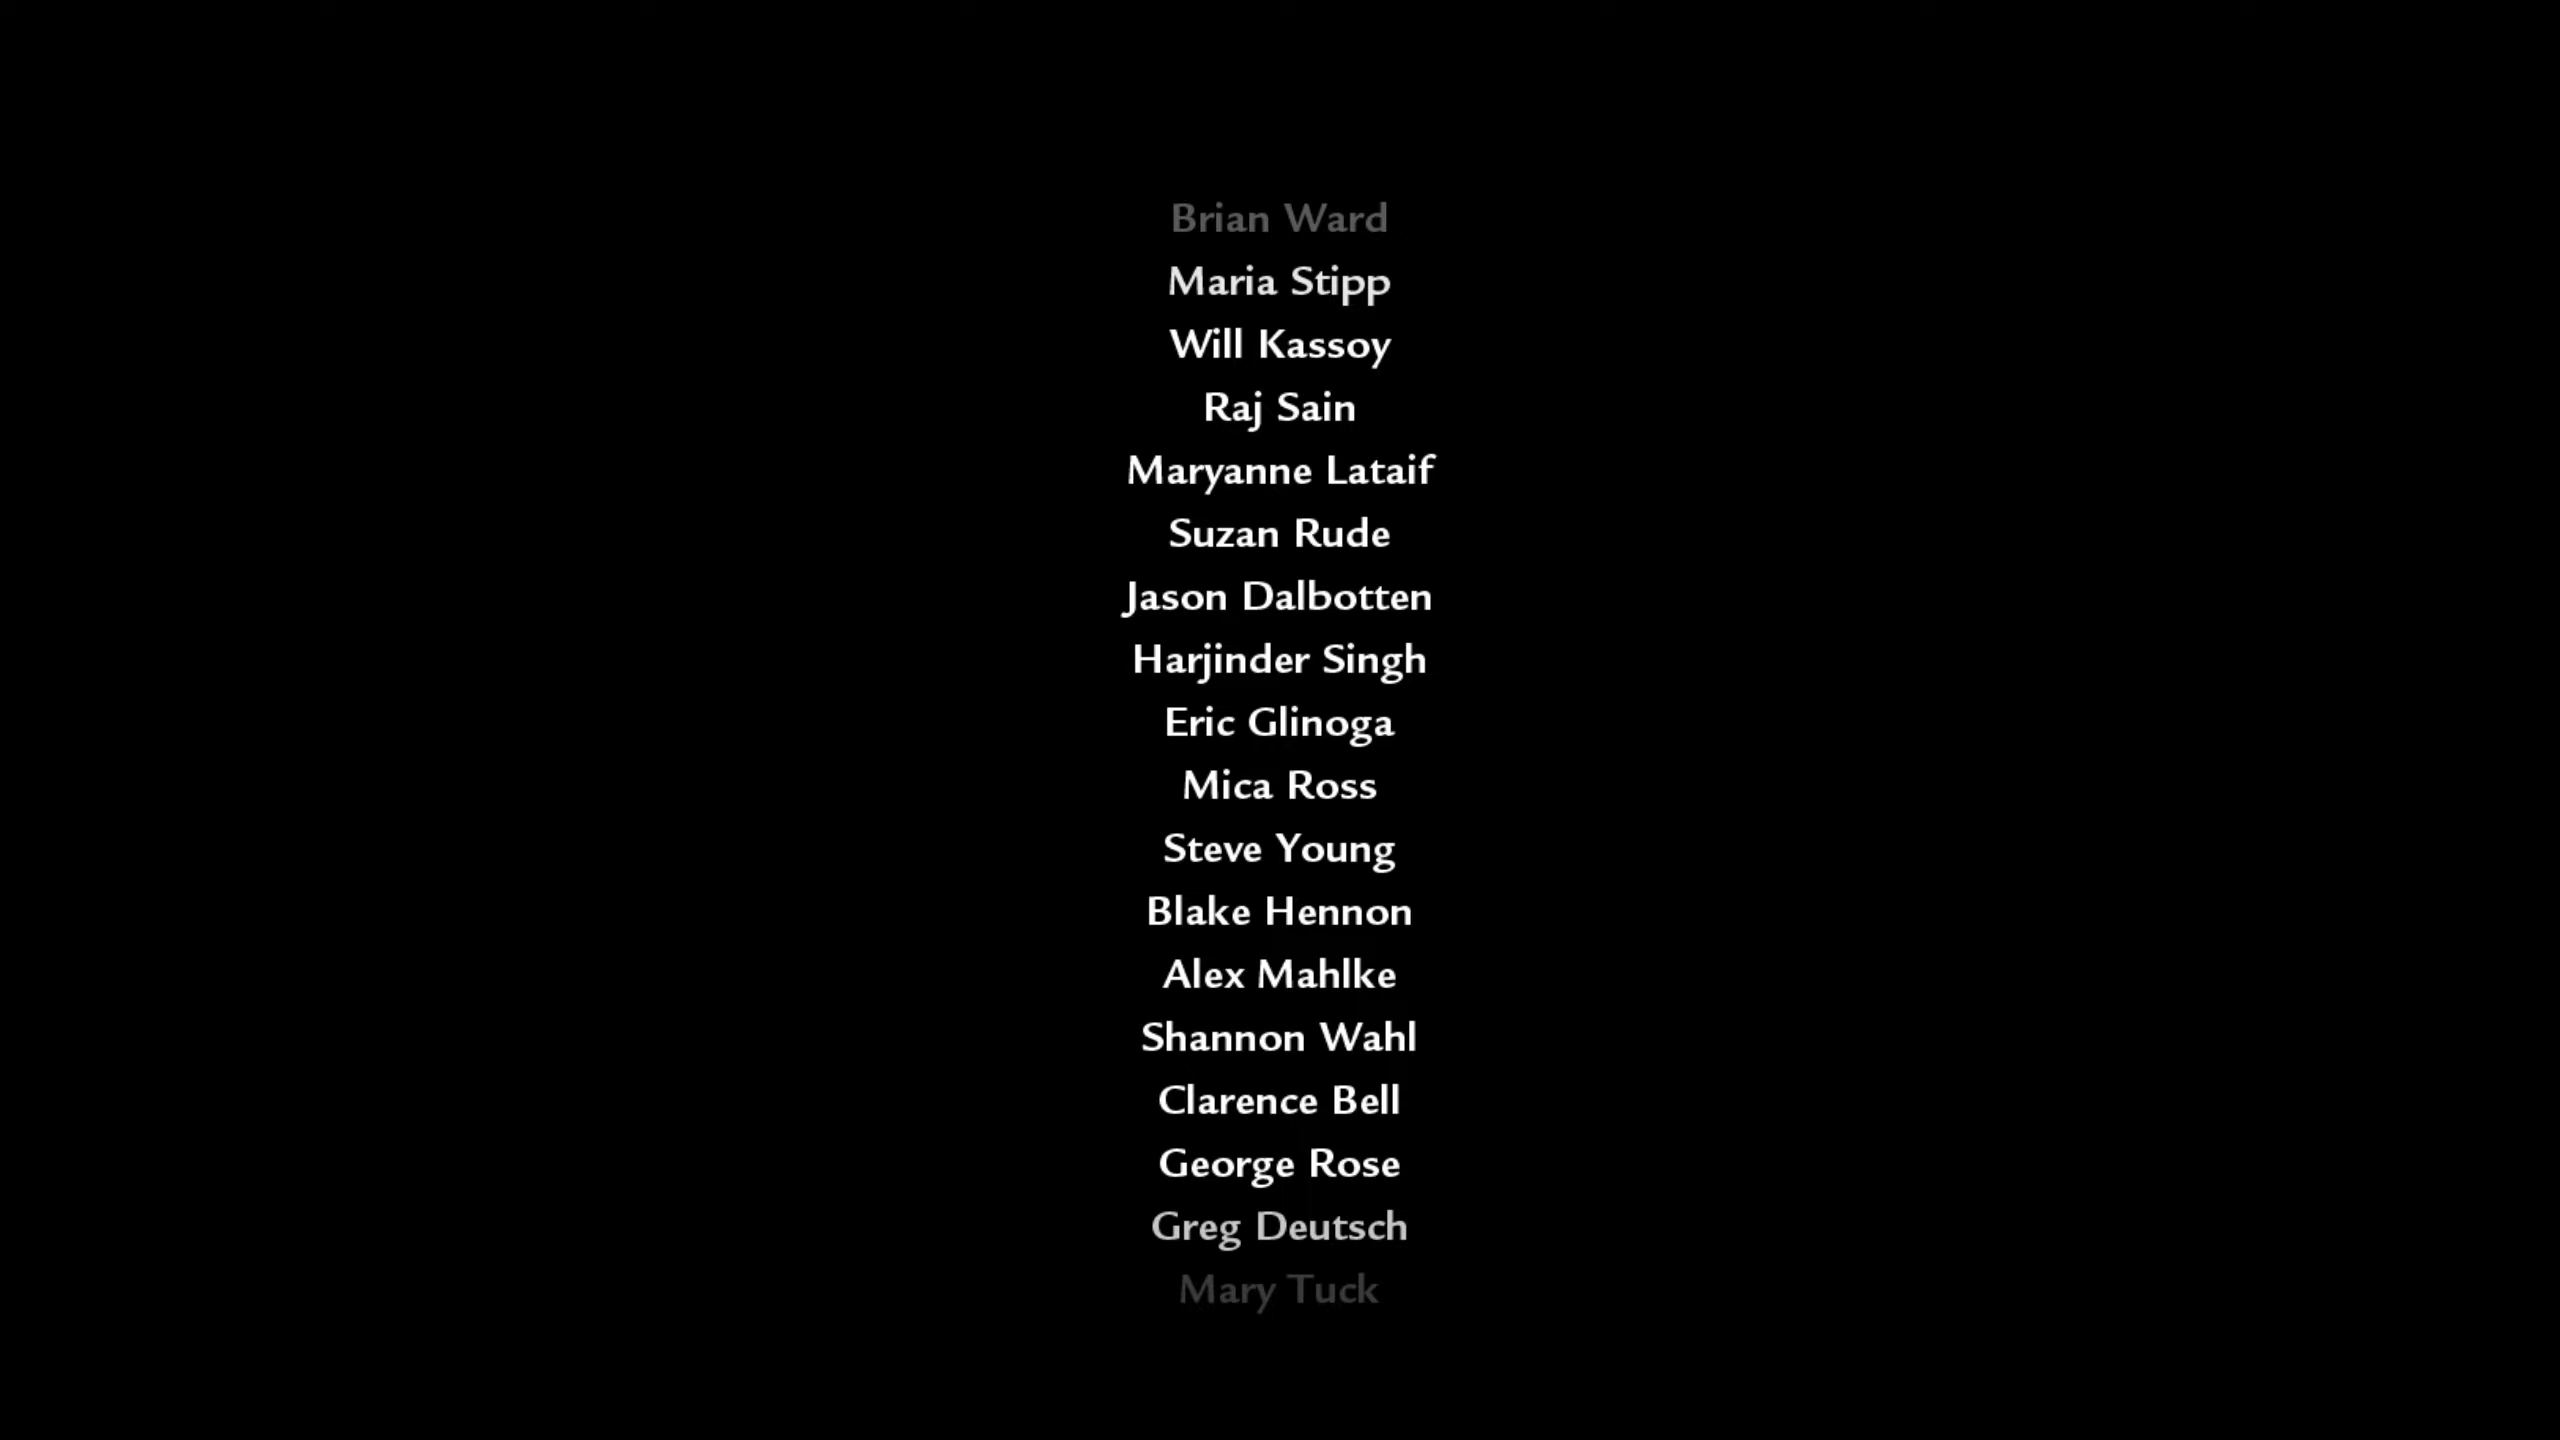 Brian Ward
Maria Stipp
Will Kassoy
Raj Sain
Maryanne Lataif
Suzan Rude
Jason Dalbotten
Harjinder Singh
Eric Glinoga
Mica Ross
Steve Young
Blake Hennon
Alex Mahlke
Shannon Wahl
Clarence Bell
George Rose
Greg Deutsch
Mary Tuck